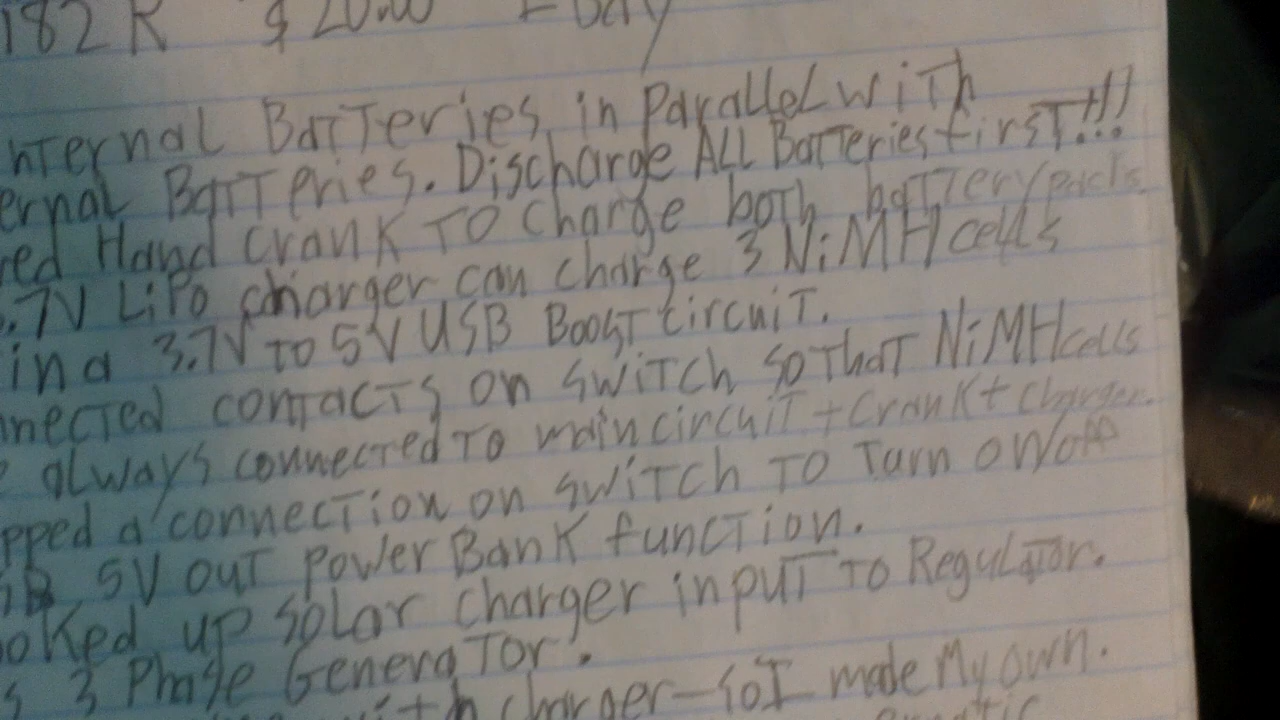 182R $20.00 EBay
nternal Batteries in Parallel with
ernal Batteries. Discharge ALL Batteries first!!!
red Hand Crank To charge both battery packs.
.7V LiPo charger can charge 3 NiMH cells
ind 3.7V to 5V USB Boost circuit.
nnected contacts on switch so that NiMH cells
always connected to main circuit + crank + charger.
pped a connection on switch to Turn on/off
5V out Power Bank function.
ooked up solar charger input to Regulator.
s 3 Phase Generator.
charger-so I made My own.